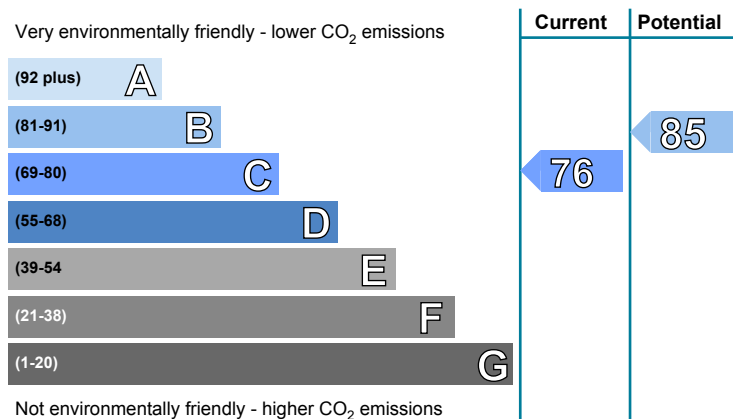 Current Potential
Very environmentally friendly - lower CO2 emissions
(92 plus) A
(81-91) B
85
(69-80) C
76
(55-68) D
(39-54 E
(21-38) F
(1-20) G
Not environmentally friendly - higher CO2 emissions